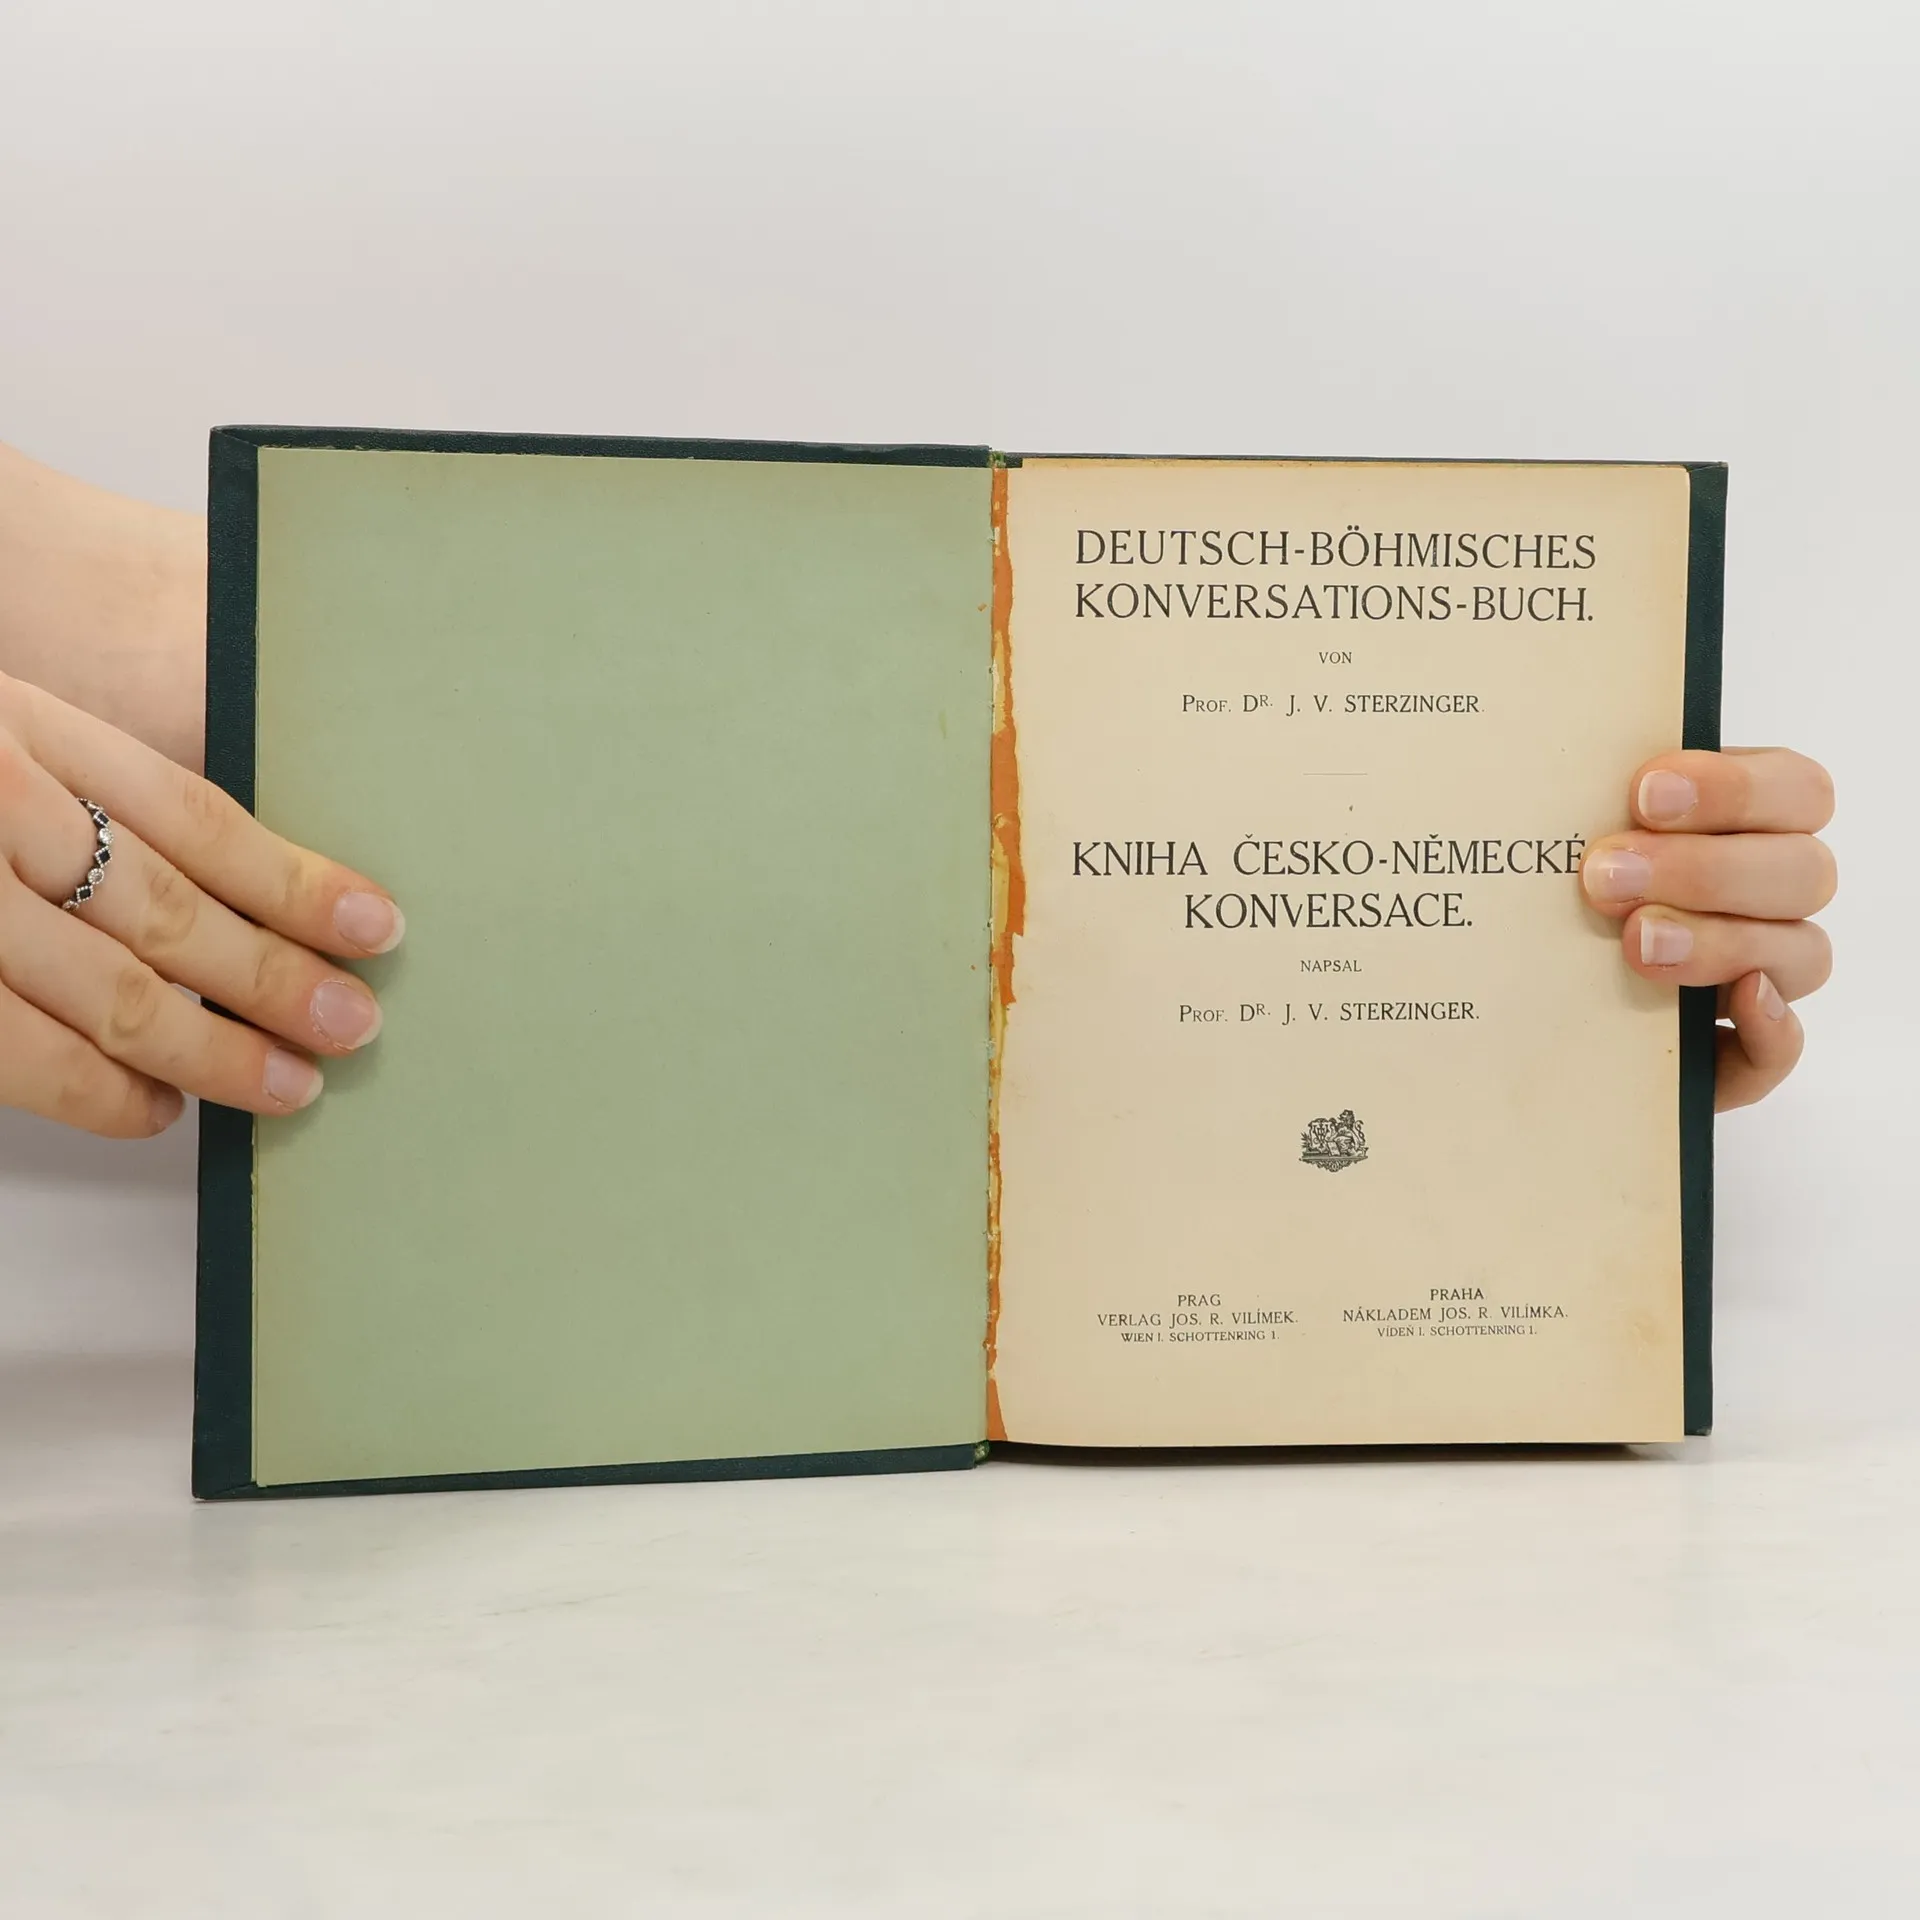 DEUTSCH-BÖHMISCHES
KONVERSATIONS-BUCH.
VON
PROF. DR. J. V. STERZINGER.
KNIHA ČESKO-NĚMECKÉ
KONVERSACE.
NAPSAL
PROF. DR. J. V. STERZINGER.
PRAG
VERLAG JOS. R. VILÍMEK.
WIEN I. SCHOTTENRING 1.
PRAHA
NÁKLADEM JOS. R. VILÍMKA.
VÍDEŇ I. SCHOTTENRING 1.